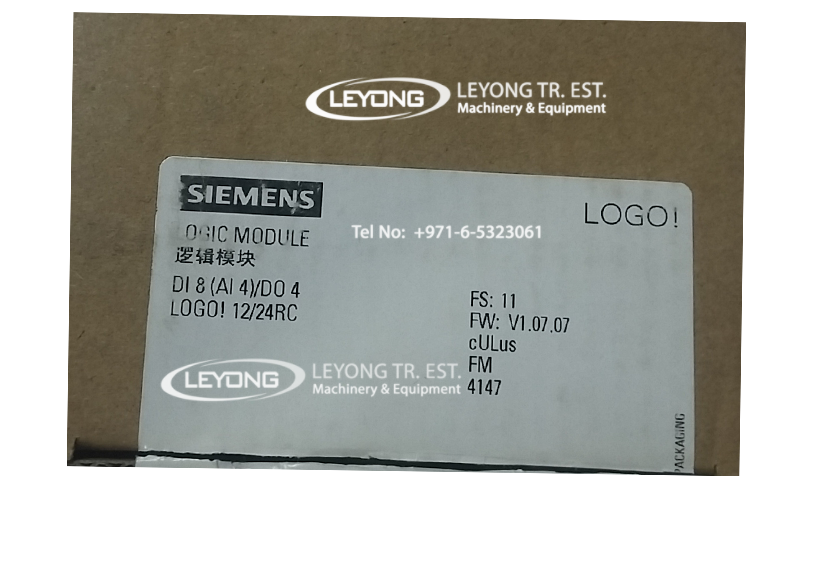 LEYONG LEYONG TR. EST.
Machinery & Equipment
SIEMENS
LOGO!
LOGIC MODULE
Tel No: +971-6-5323061
逻辑模块
DI 8 (AI 4)/DO 4
LOGO! 12/24RC
FS: 11
FW: V1.07.07
cULus
FM
4147
LEYONG LEYONG TR. EST.
Machinery & Equipment
PACKAGING